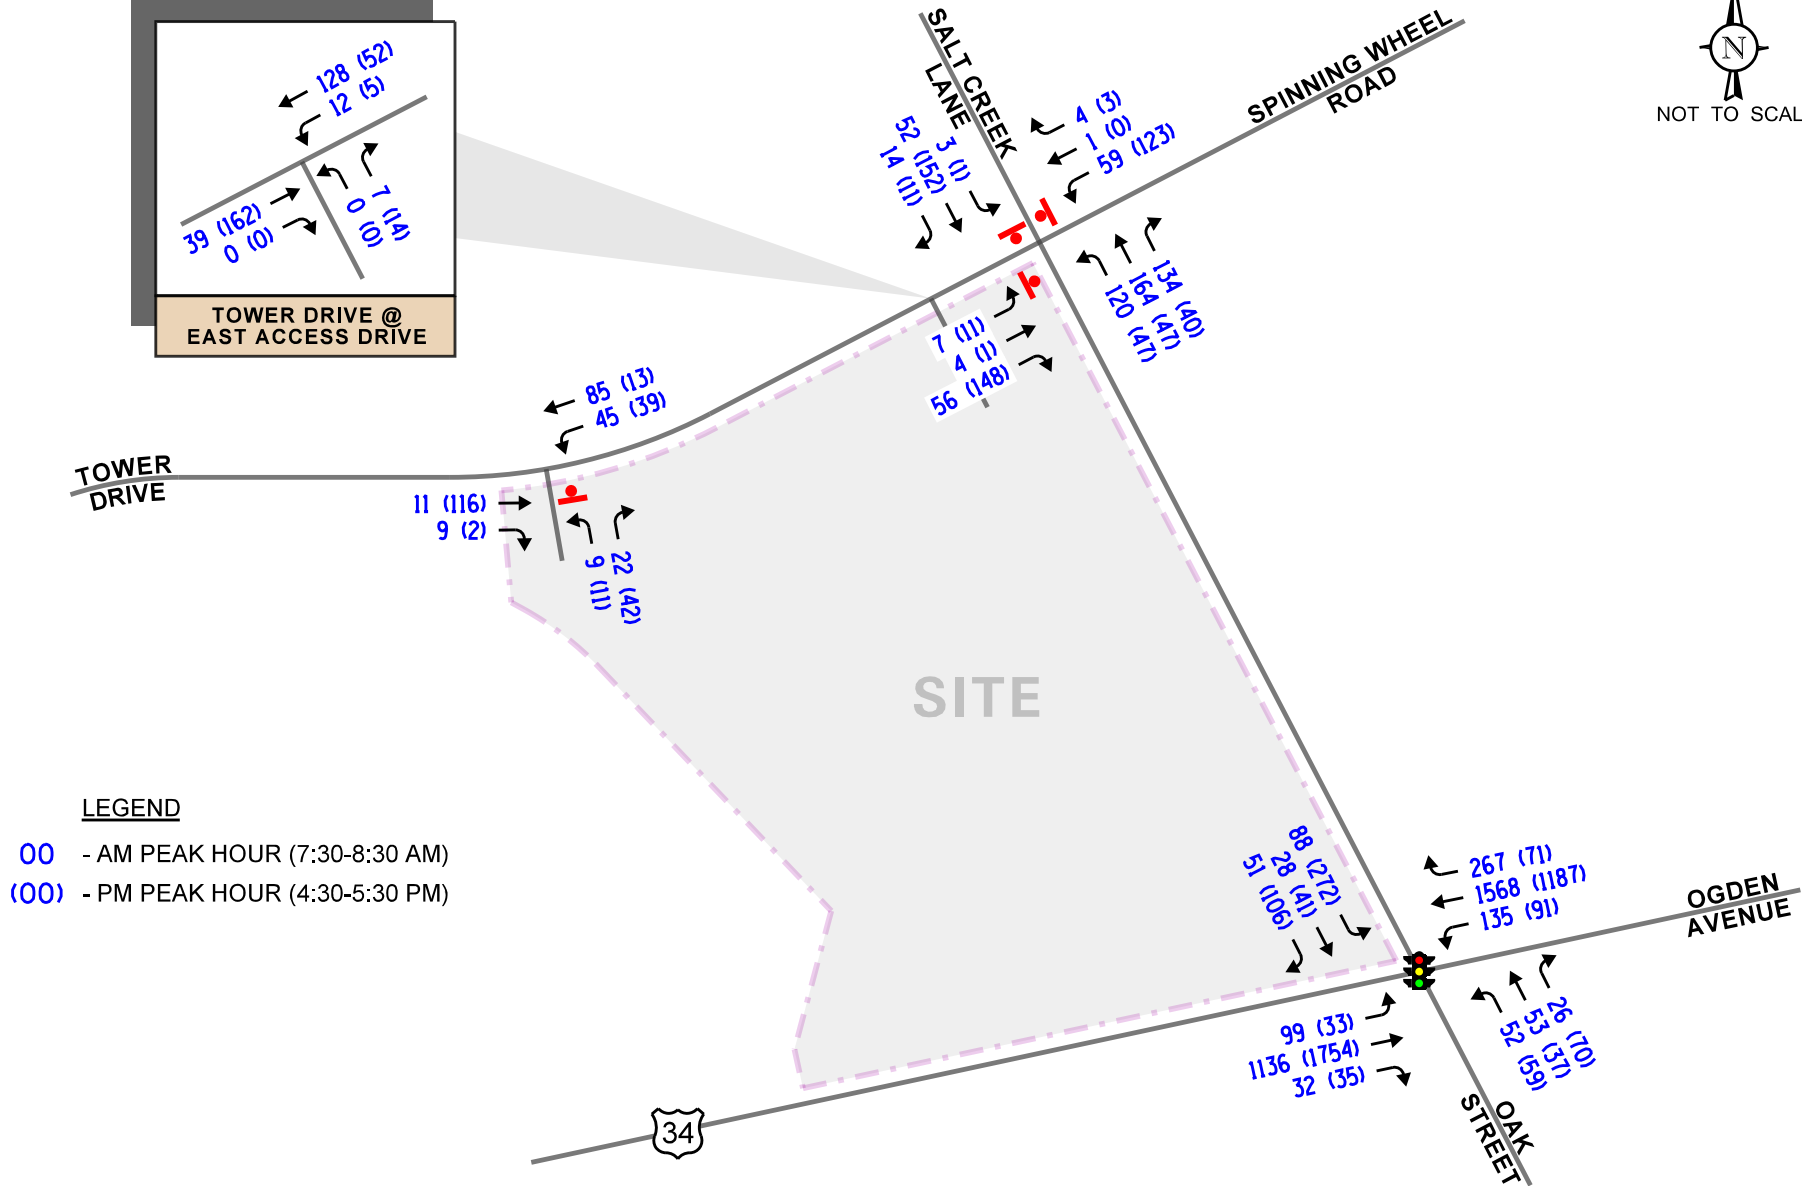 128 (52)
12 (5)
39 (162)
0 (0)
7 (14)
0 (0)
TOWER DRIVE @
EAST ACCESS DRIVE
SALT CREEK
LANE
SPINNING WHEEL
ROAD
N
NOT TO SCAL
3 (1)
52 (152)
14 (11)
4 (3)
1 (0)
59 (123)
134 (40)
164 (47)
120 (47)
7 (11)
4 (1)
56 (148)
85 (13)
45 (39)
TOWER
DRIVE
11 (116)
9 (2)
22 (42)
9 (11)
SITE
LEGEND
00 - AM PEAK HOUR (7:30-8:30 AM)
(00) - PM PEAK HOUR (4:30-5:30 PM)
88 (272)
28 (41)
51 (106)
267 (71)
1568 (1187)
135 (91)
OGDEN
AVENUE
99 (33)
1136 (1754)
32 (35)
26 (70)
53 (37)
52 (59)
34
OAK
STREET